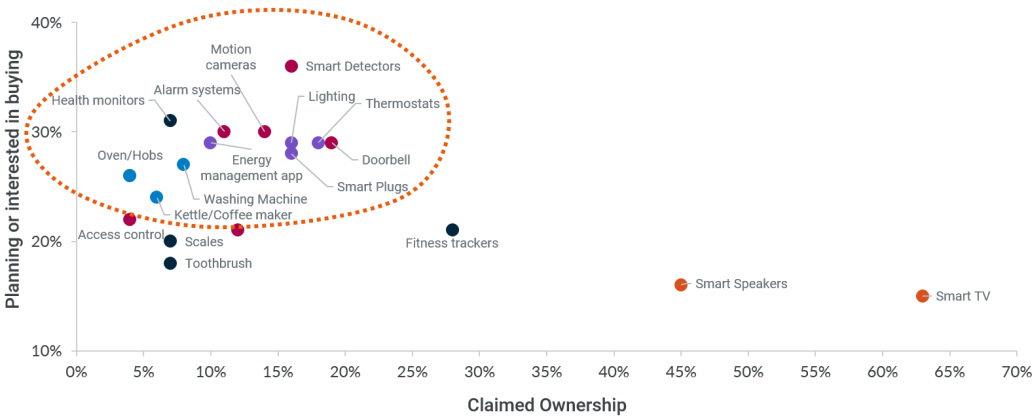 40%
30%
20%
10%
Planning or interested in buying
Motion
cameras
Smart Detectors
Alarm systems
Lighting
Thermostats
Health monitors
Oven/Hobs
Energy
management app
Doorbell
Smart Plugs
Washing Machine
Kettle/Coffee maker
Access control
Scales
Fitness trackers
Toothbrush
Smart Speakers
Smart TV
0%
5%
10%
15%
20%
25%
30%
35%
40%
45%
50%
55%
60%
65%
70%
Claimed Ownership